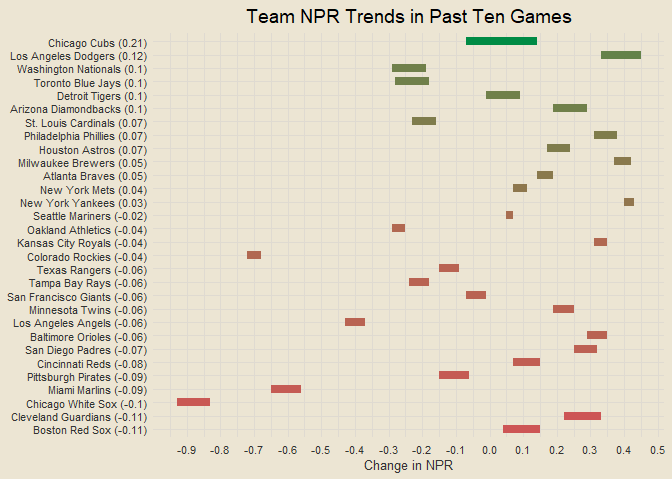 Team NPR Trends in Past Ten Games
Chicago Cubs (0.21)
Los Angeles Dodgers (0.12)
Washington Nationals (0.1)
Toronto Blue Jays (0.1)
Detroit Tigers (0.1)
Arizona Diamondbacks (0.1)
St. Louis Cardinals (0.07)
Philadelphia Phillies (0.07)
Houston Astros (0.07)
Milwaukee Brewers (0.05)
Atlanta Braves (0.05)
New York Mets (0.04)
New York Yankees (0.03)
Seattle Mariners (-0.02)
Oakland Athletics (-0.04)
Kansas City Royals (-0.04)
Colorado Rockies (-0.04)
Texas Rangers (-0.06)
Tampa Bay Rays (-0.06)
San Francisco Giants (-0.06)
Minnesota Twins (-0.06)
Los Angeles Angels (-0.06)
Baltimore Orioles (-0.06)
San Diego Padres (-0.07)
Cincinnati Reds (-0.08)
Pittsburgh Pirates (-0.09)
Miami Marlins (-0.09)
Chicago White Sox (-0.1)
Cleveland Guardians (-0.11)
Boston Red Sox (-0.11)
-0.9 -0.8 -0.7 -0.6 -0.5 -0.4 -0.3 -0.2 -0.1 0.0 0.1 0.2 0.3 0.4 0.5
Change in NPR